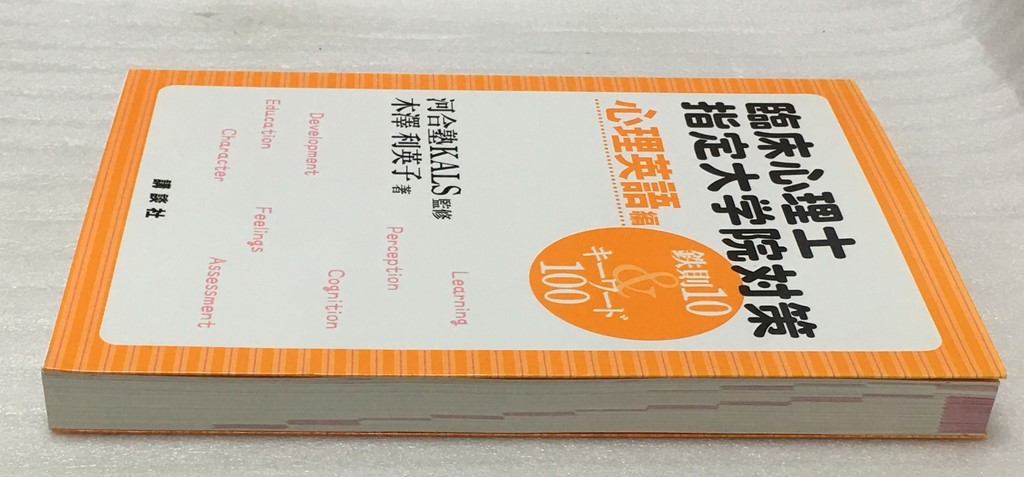 臨床心理士
指定大学院対策
鉄則10
&
キーワード
100
心理英語編
河合塾KALS 監修
木澤利英子 著
Learning
Perception
Cognition
Development
Education
Character
Feelings
Assessment
講談社